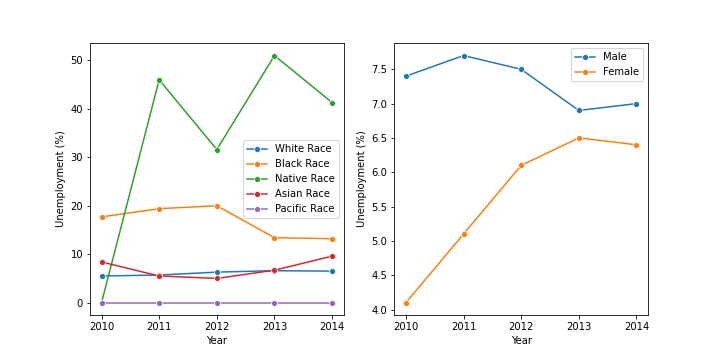 50
40
30
20
10
0
Unemployment (%)
2010 2011 2012 2013 2014
Year
White Race
Black Race
Native Race
Asian Race
Pacific Race
7.5
7.0
6.5
6.0
5.5
5.0
4.5
4.0
Unemployment (%)
2010 2011 2012 2013 2014
Year
Male
Female